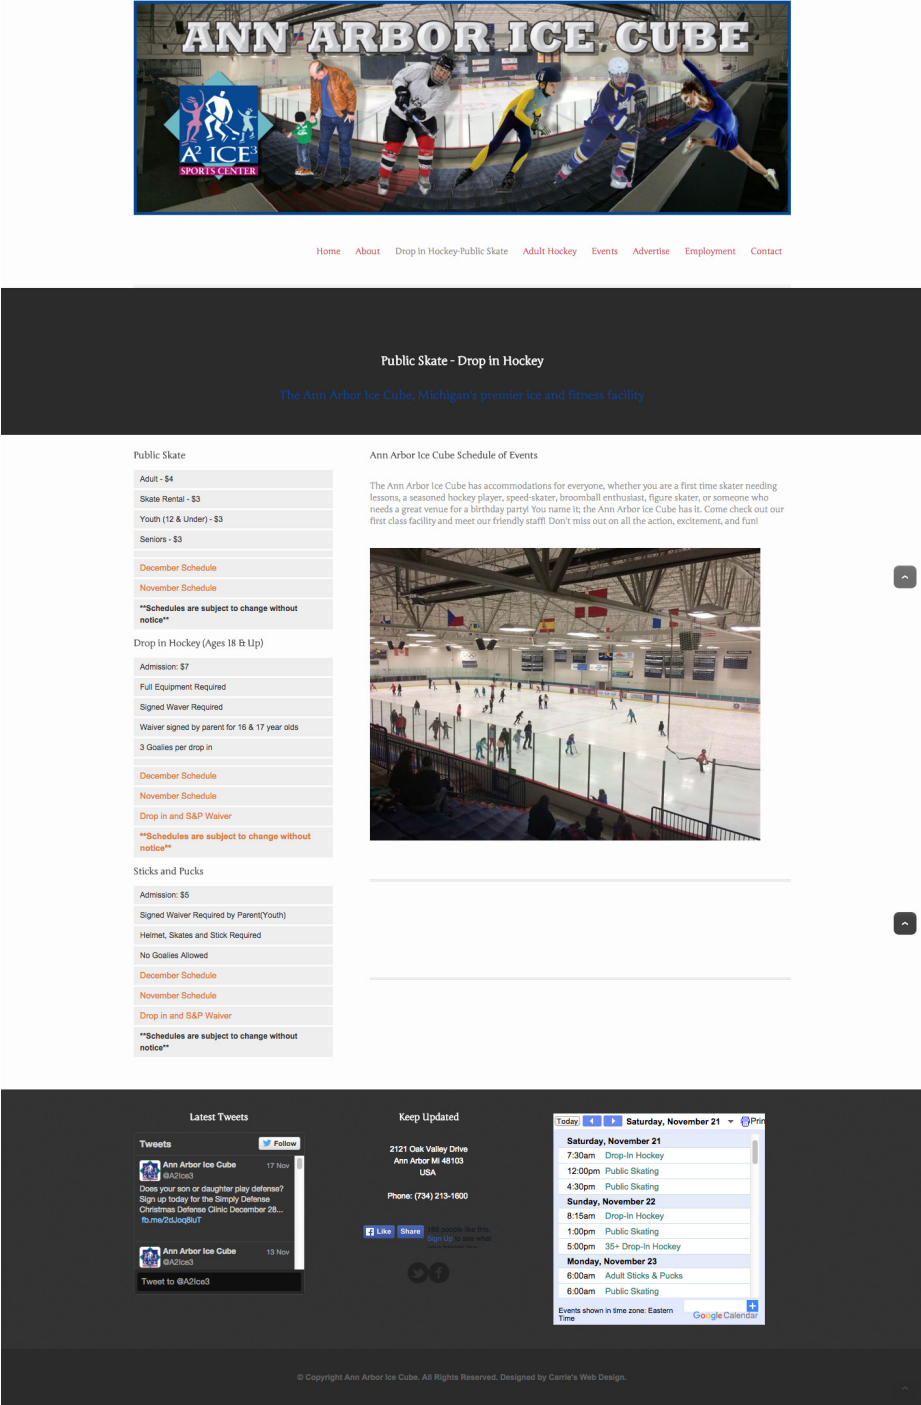 ANN ARBOR ICE CUBE
A² ICE³
SPORTS CENTER
Home About Drop in Hockey-Public Skate Adult Hockey Events Advertise Employment Contact
Public Skate - Drop in Hockey
The Ann Arbor Ice Cube, Michigan's premier ice and fitness facility
Public Skate
Adult - $4
Skate Rental - $3
Youth (12 & Under) - $3
Seniors - $3
December Schedule
November Schedule
**Schedules are subject to change without
notice**
Drop in Hockey (Ages 18 & Up)
Admission: $7
Full Equipment Required
Signed Waver Required
Waiver signed by parent for 16 & 17 year olds
3 Goalies per drop in
December Schedule
November Schedule
Drop in and S&P Waiver
**Schedules are subject to change without
notice**
Sticks and Pucks
Admission: $5
Signed Waiver Required by Parent(Youth)
Helmet, Skates and Stick Required
No Goalies Allowed
December Schedule
November Schedule
Drop in and S&P Waiver
**Schedules are subject to change without
notice**
Ann Arbor Ice Cube Schedule of Events
The Ann Arbor Ice Cube has accommodations for everyone, whether you are a first time skater needing
lessons, a seasoned hockey player, speed-skater, broomball enthusiast, figure skater, or someone who
needs a great venue for a birthday party! You name it; the Ann Arbor ice Cube has it. Come check out our
first class facility and meet our friendly staff! Don't miss out on all the action, excitement, and fun!
Latest Tweets
Tweets Follow
Ann Arbor Ice Cube 17 Nov
@A2Ice3
Does your son or daughter play defense?
Sign up today for the Simply Defense
Christmas Defense Clinic December 28...
fb.me/2dJoq8luT
Ann Arbor Ice Cube 13 Nov
@A2Ice3
Tweet to @A2Ice3
Keep Updated
2121 Oak Valley Drive
Ann Arbor MI 48103
USA
Phone: (734) 213-1600
Like Share people like this.
Sign Up to see what
Today Saturday, November 21 Prin
Saturday, November 21
7:30am Drop-In Hockey
12:00pm Public Skating
4:30pm Public Skating
Sunday, November 22
8:15am Drop-In Hockey
1:00pm Public Skating
5:00pm 35+ Drop-In Hockey
Monday, November 23
6:00am Adult Sticks & Pucks
6:00am Public Skating
Events shown in time zone: Eastern
Time
Google Calendar
© Copyright Ann Arbor Ice Cube. All Rights Reserved. Designed by Carrie's Web Design.